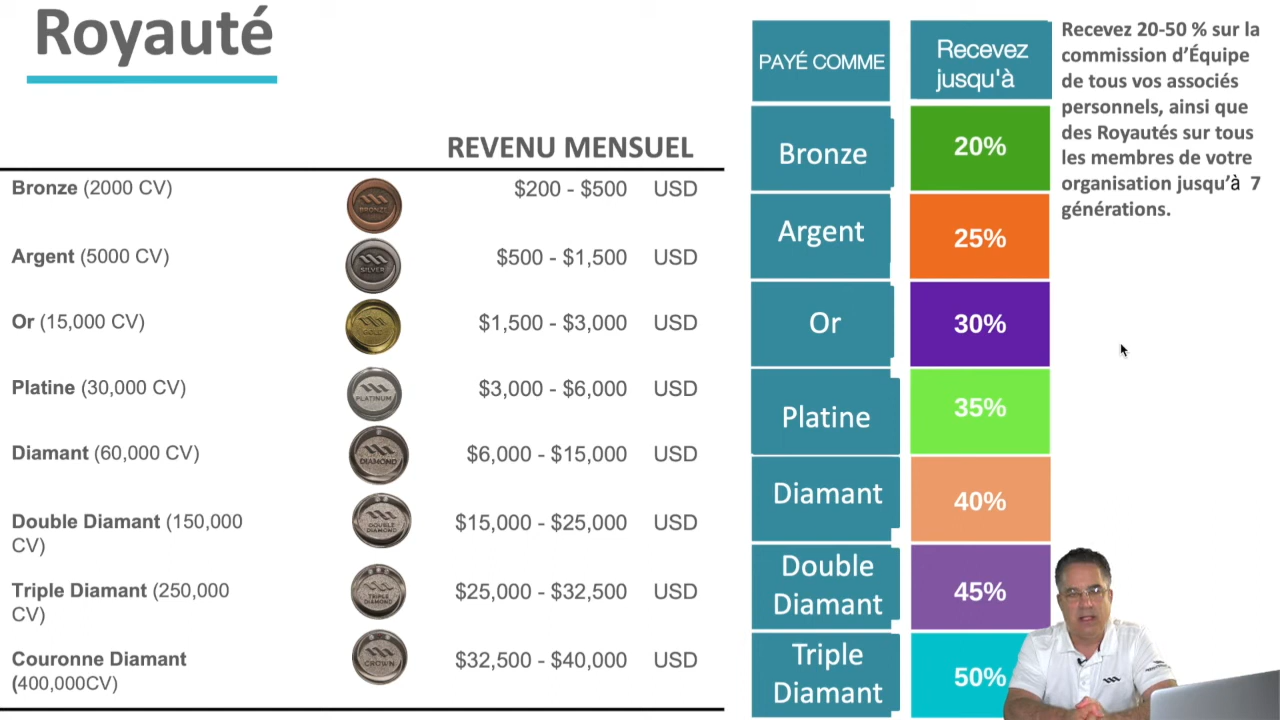 Royauté
REVENU MENSUEL
Bronze (2000 CV)
BRONZE
$200 - $500 USD
Argent (5000 CV)
SILVER
$500 - $1,500 USD
Or (15,000 CV)
GOLD
$1,500 - $3,000 USD
Platine (30,000 CV)
PLATINUM
$3,000 - $6,000 USD
Diamant (60,000 CV)
DIAMOND
$6,000 - $15,000 USD
Double Diamant (150,000
CV)
DOUBLE
DIAMOND
$15,000 - $25,000 USD
Triple Diamant (250,000
CV)
TRIPLE
DIAMOND
$25,000 - $32,500 USD
Couronne Diamant
(400,000CV)
CROWN
$32,500 - $40,000 USD
PAYÉ COMME
Recevez
jusqu'à
Bronze
20%
Argent
25%
Or
30%
Platine
35%
Diamant
40%
Double
Diamant
45%
Triple
Diamant
50%
Recevez 20-50 % sur la
commission d’Équipe
de tous vos associés
personnels, ainsi que
des Royautés sur tous
les membres de votre
organisation jusqu’à 7
générations.